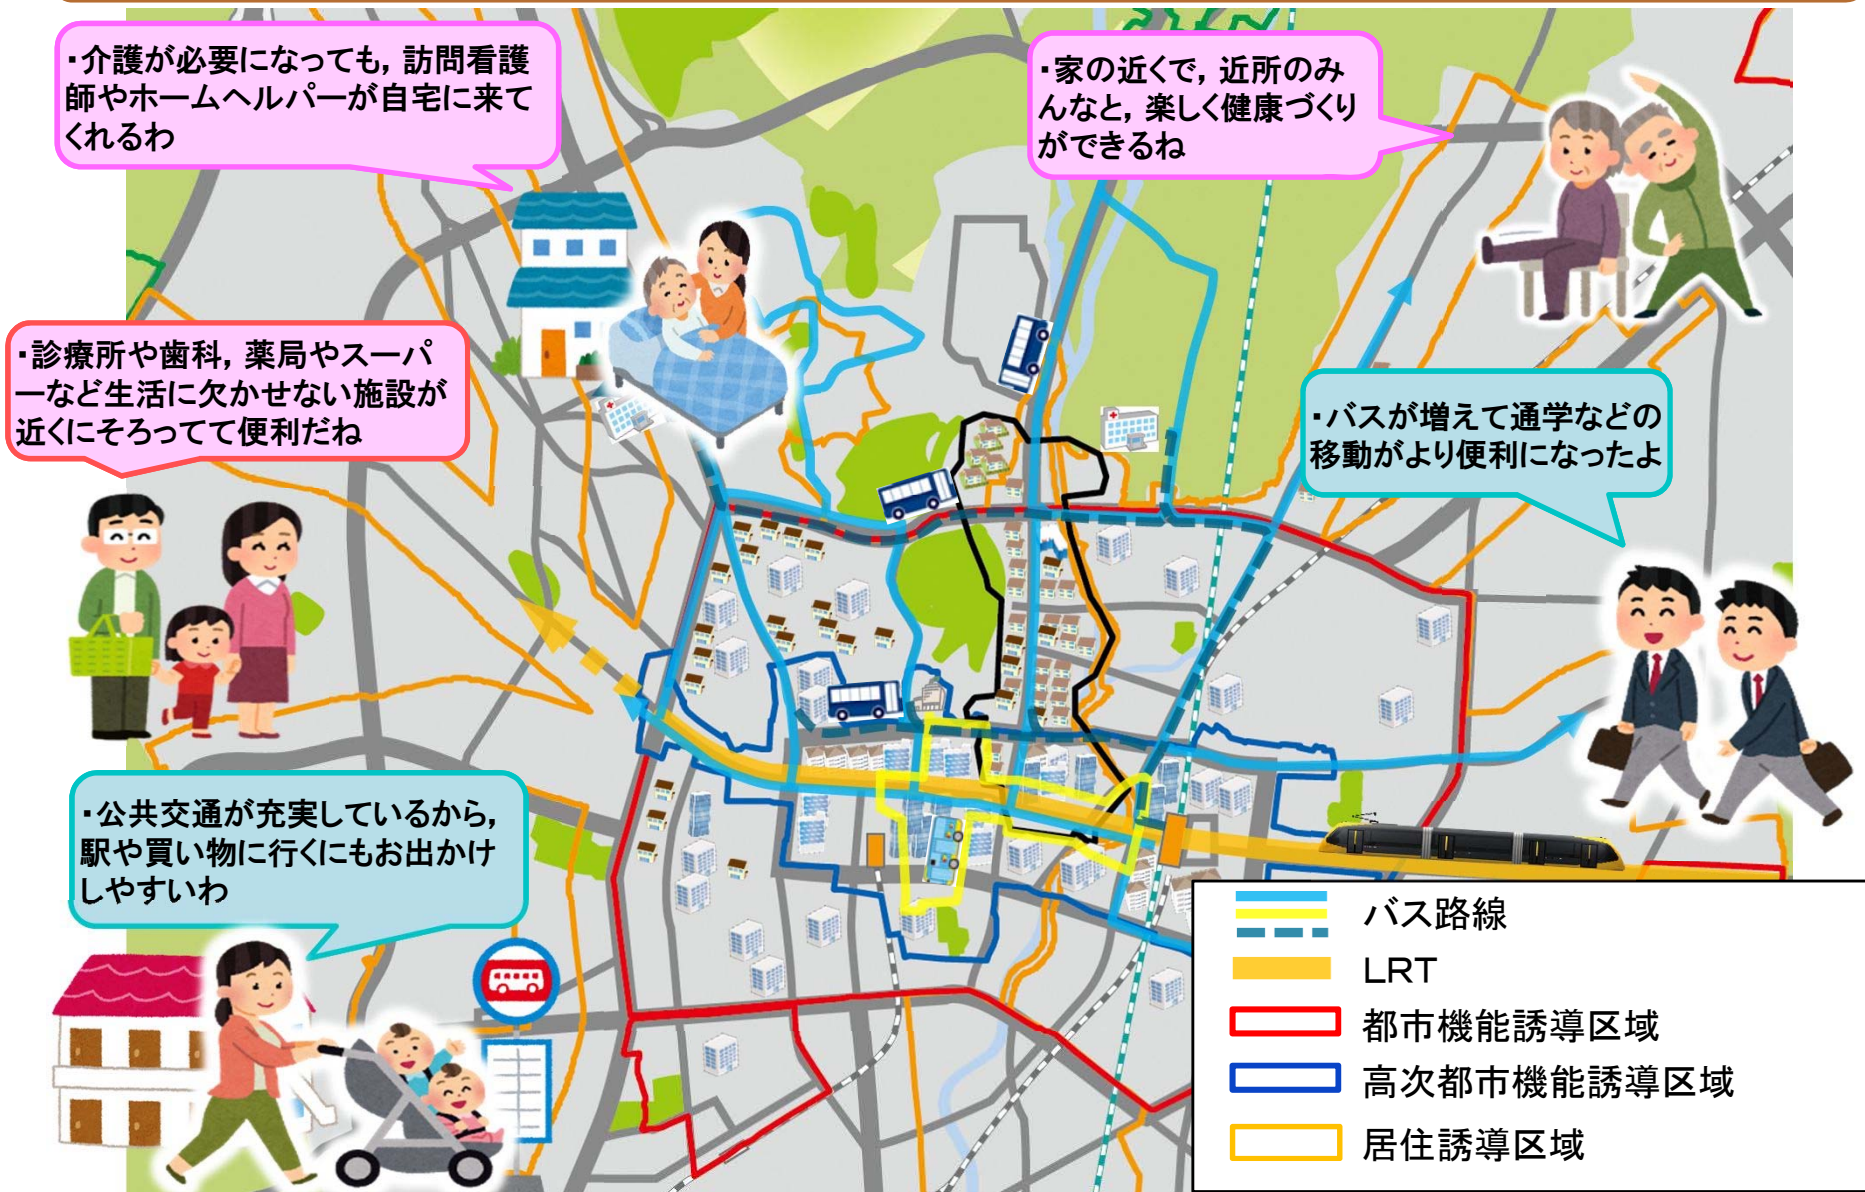 ・介護が必要になっても，訪問看護
師やホームヘルパーが自宅に来て
くれるわ
・家の近くで，近所のみ
んなと，楽しく健康づくり
ができるね
・診療所や歯科，薬局やスーパ
ーなど生活に欠かせない施設が
近くにそろってて便利だね
・バスが増えて通学などの
移動がより便利になったよ
・公共交通が充実しているから，
駅や買い物に行くにもお出かけ
しやすいわ
バス路線
LRT
都市機能誘導区域
高次都市機能誘導区域
居住誘導区域